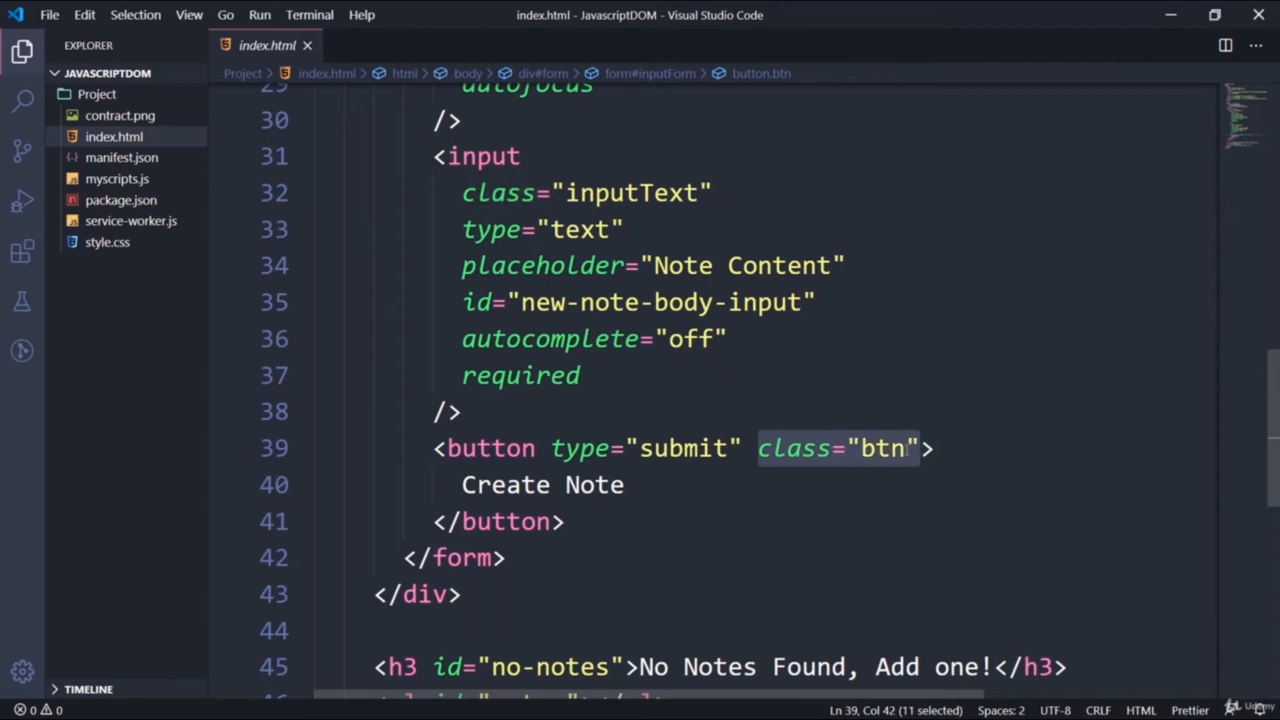 File Edit Selection View Go Run Terminal Help
index.html - JavascriptDOM - Visual Studio Code
EXPLORER
JAVASCRIPTDOM
Project
contract.png
index.html
manifest.json
myscripts.js
package.json
service-worker.js
style.css
TIMELINE
index.html
Project > index.html > html > body > div#form > form#inputForm > button.btn
29 autofocus
30 />
31 <input
32 class="inputText"
33 type="text"
34 placeholder="Note Content"
35 id="new-note-body-input"
36 autocomplete="off"
37 required
38 />
39 <button type="submit" class="btn">
40 Create Note
41 </button>
42 </form>
43 </div>
44
45 <h3 id="no-notes">No Notes Found, Add one!</h3>
0 0
Ln 39, Col 42 (11 selected) Spaces: 2 UTF-8 CRLF HTML Prettier
Udemy